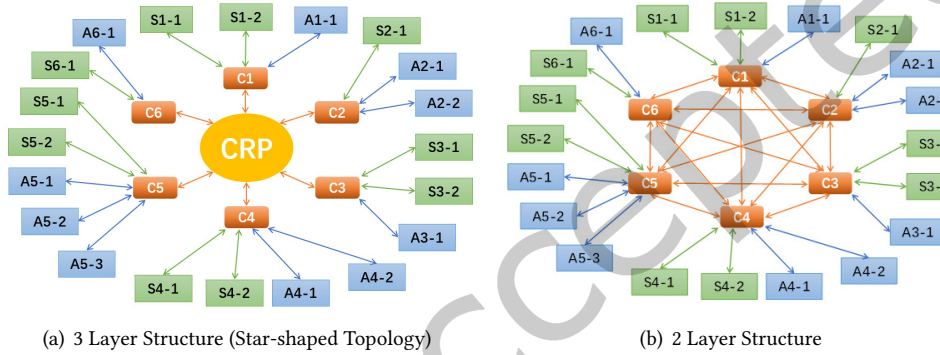 S1-1
S1-2
A1-1
A6-1
S2-1
S6-1
C1
A2-1
S5-1
C6
C2
A2-2
S5-2
CRP
S3-1
A5-1
C5
C3
S3-2
A5-2
C4
A3-1
A5-3
A4-2
S4-1
S4-2
A4-1
(a) 3 Layer Structure (Star-shaped Topology)
S1-1
S1-2
A1-1
A6-1
S2-1
S6-1
C1
A2-1
S5-1
C6
C2
A2-
S5-2
S3-
A5-1
C5
C3
S3-
A5-2
C4
A3-1
A5-3
A4-2
S4-1
S4-2
A4-1
(b) 2 Layer Structure